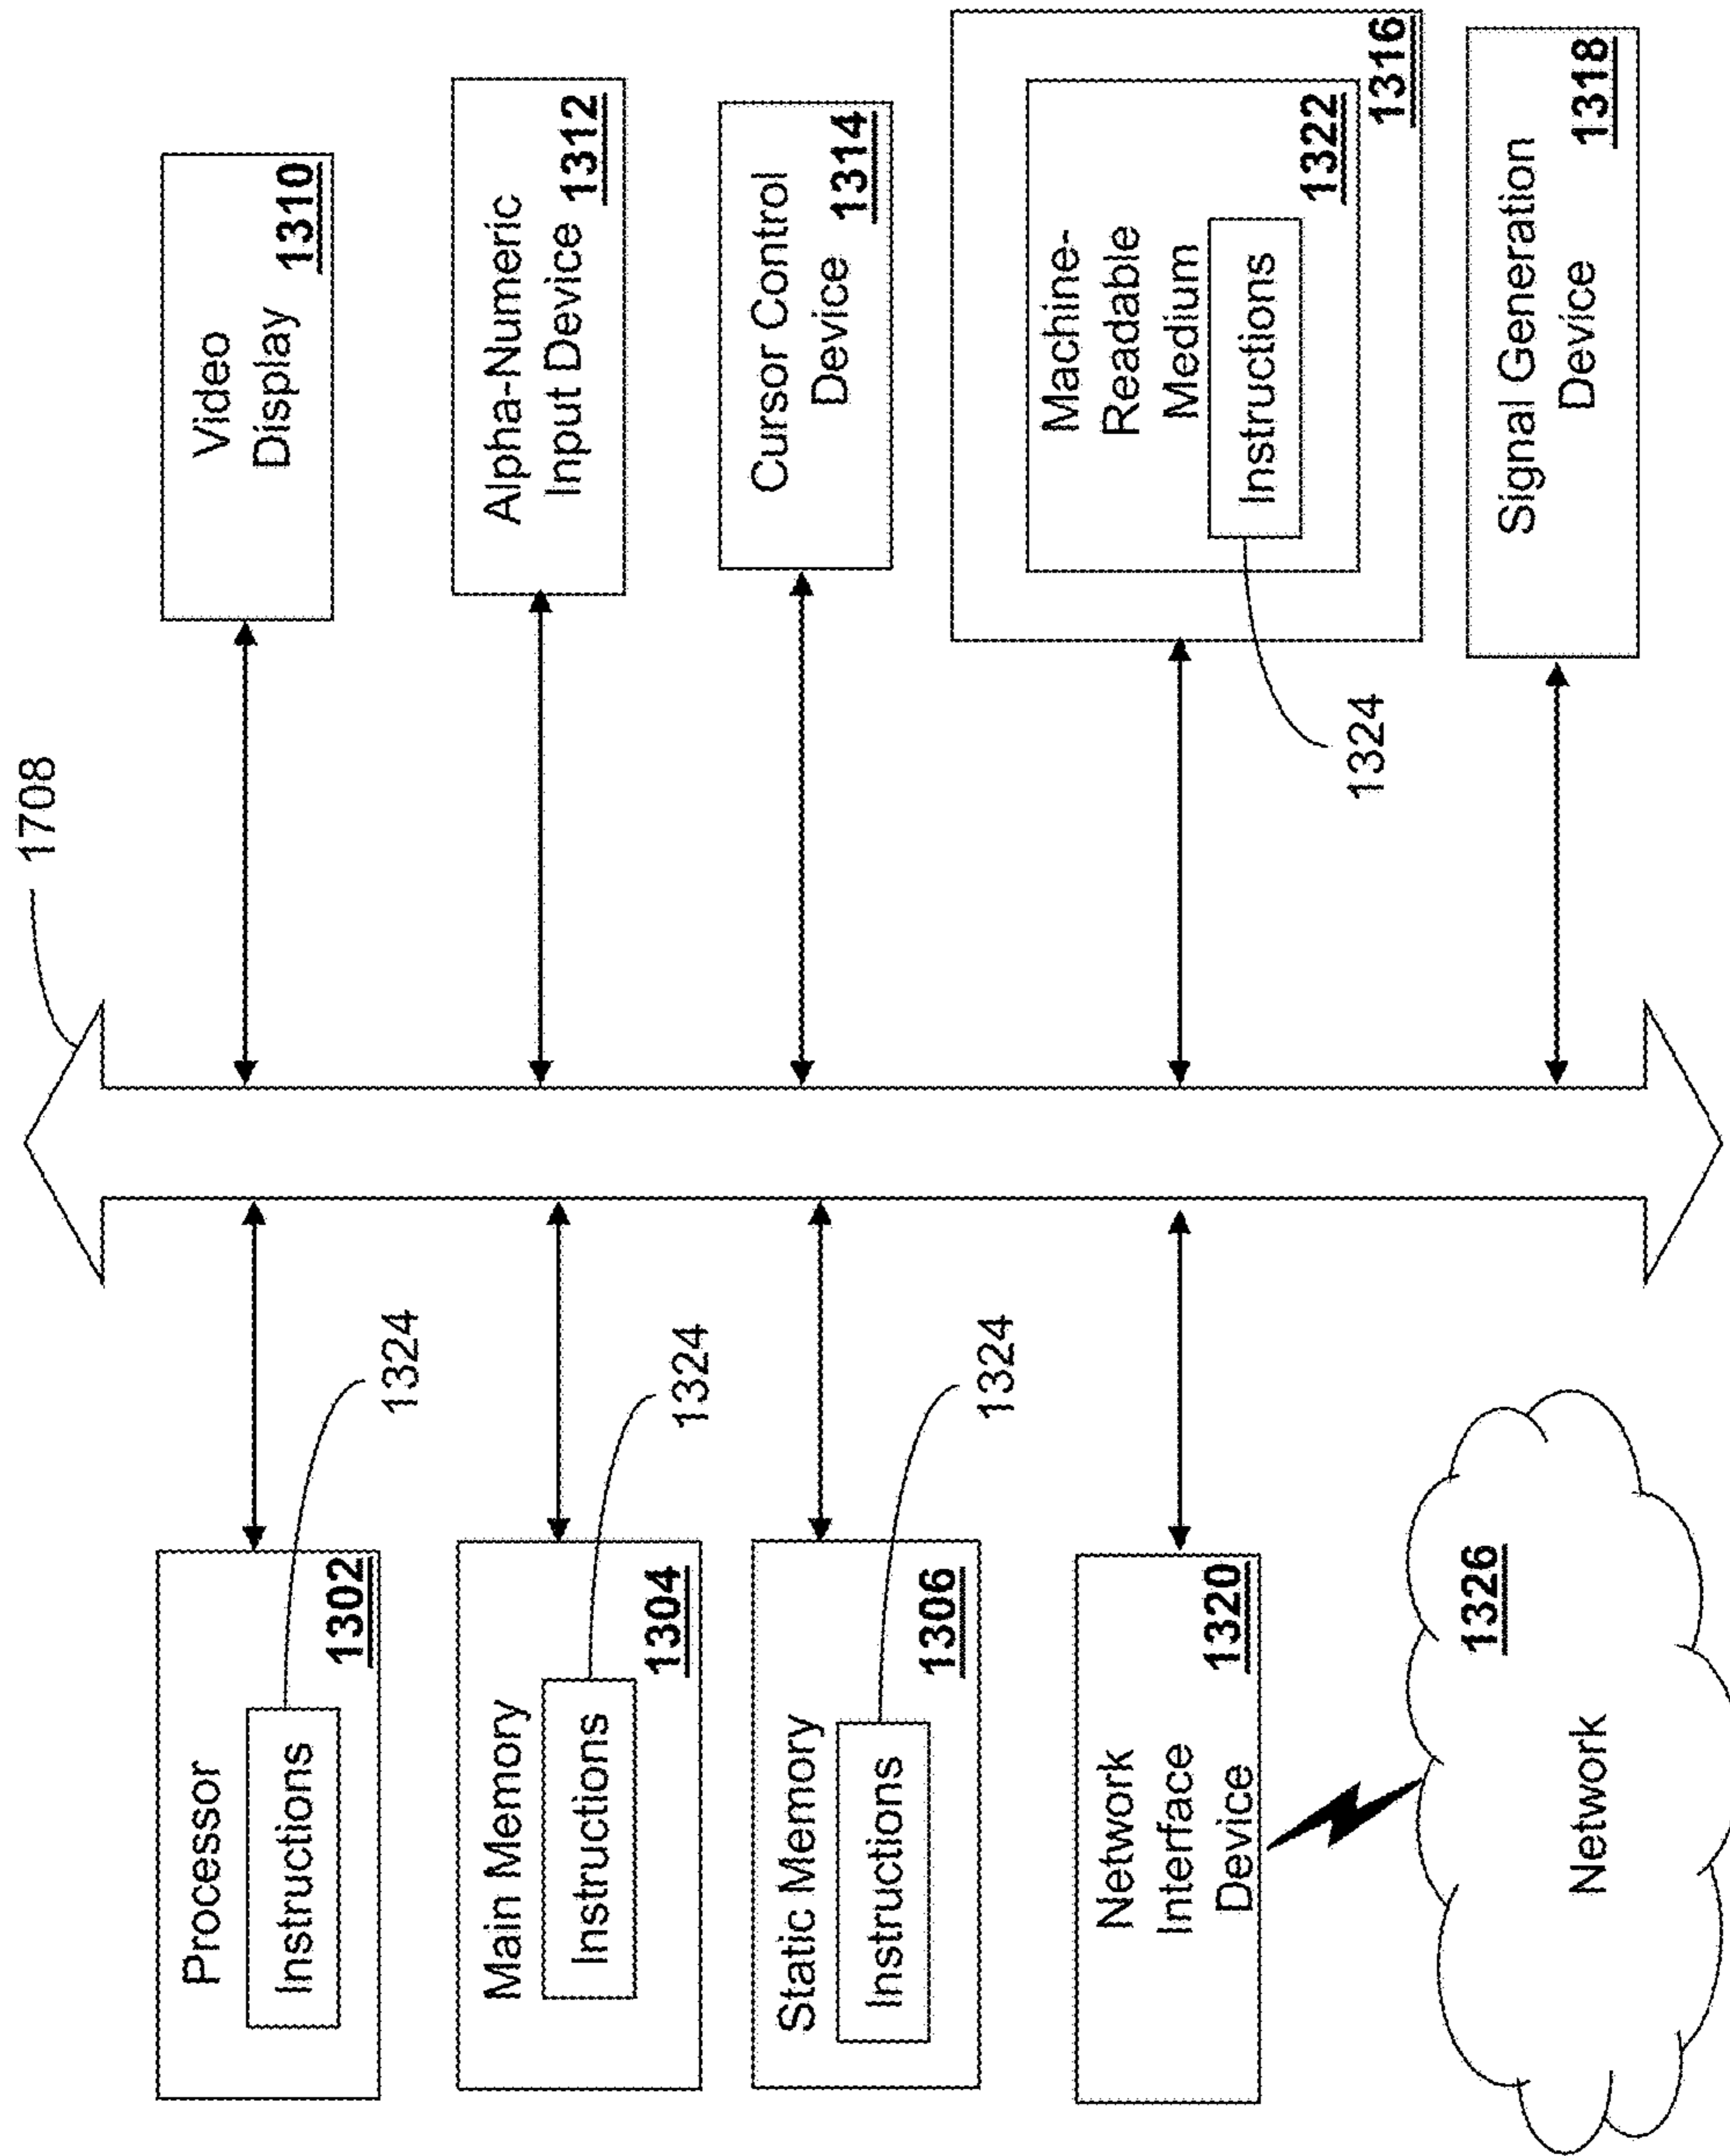 1708
Processor
Instructions
1302
1324
Main Memory
Instructions
1304
1324
Static Memory
Instructions
1306
1324
Network
Interface
Device
1320
1326
Network
Video
Display
1310
Alpha-Numeric
Input Device
1312
Cursor Control
Device
1314
Machine-
Readable
Medium
1322
Instructions
1316
1324
Signal Generation
Device
1318